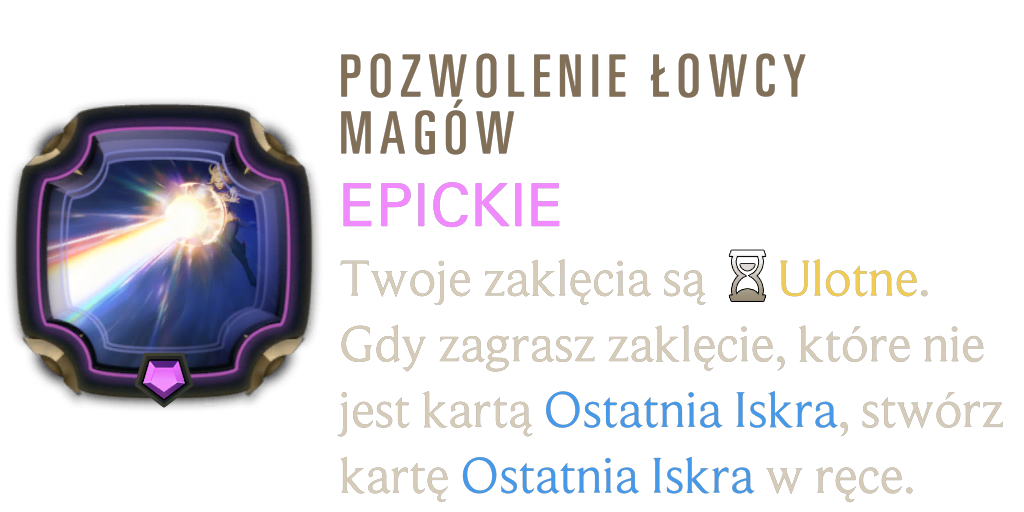 POZWOLENIE ŁOWCY
MAGÓW
EPICKIE
Twoje zaklęcia są Ulotne.
Gdy zagrasz zaklęcie, które nie
jest kartą Ostatnia Iskra, stwórz
kartę Ostatnia Iskra w ręce.